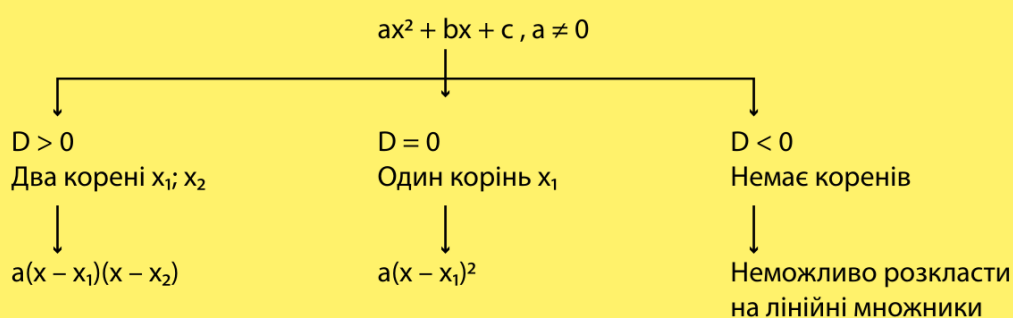 ax² + bx + c , a ≠ 0
D > 0
Два корені x₁; x₂
a(x – x₁)(x – x₂)
D = 0
Один корінь x₁
a(x – x₁)²
D < 0
Немає коренів
Неможливо розкласти
на лінійні множники